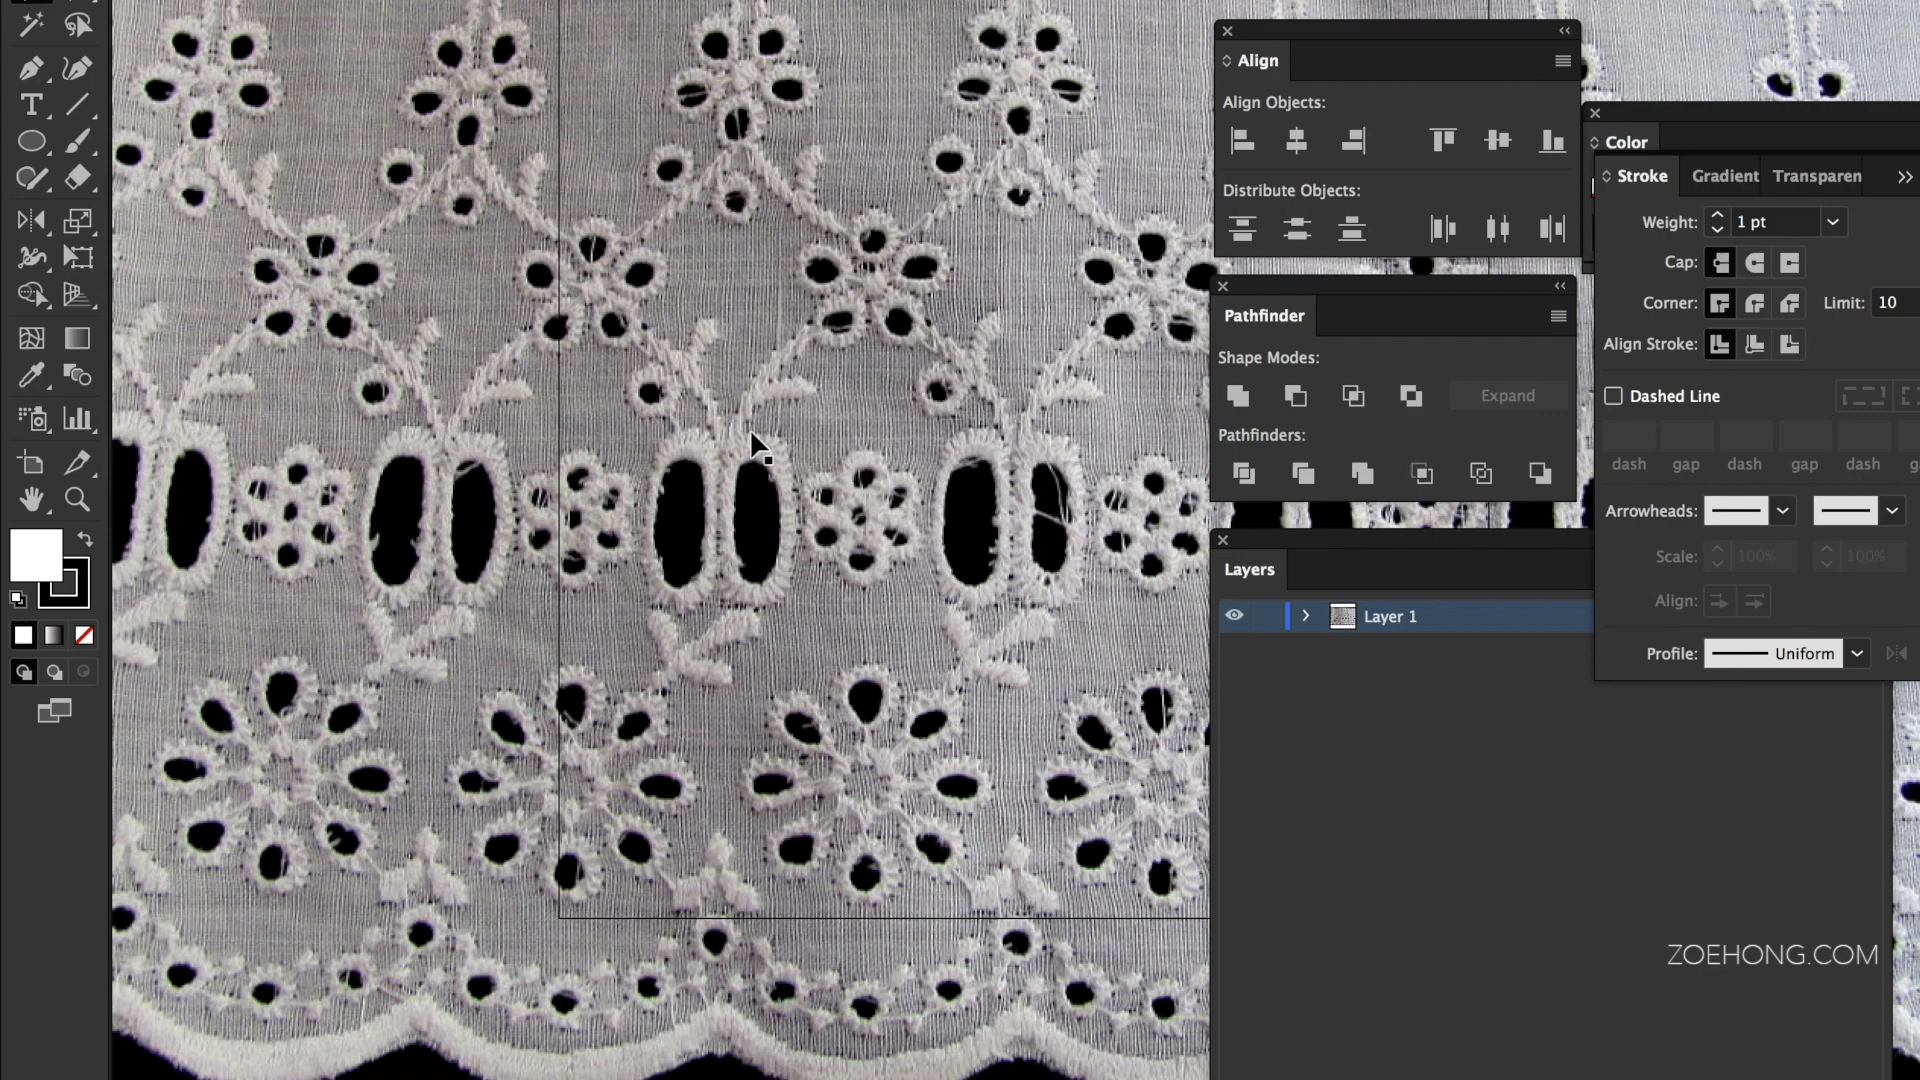 Align
Align Objects:
Distribute Objects:
Color
Stroke
Gradient
Transparen
Weight:
1 pt
Cap:
Corner:
Limit:
10
Align Stroke:
Dashed Line
dash
gap
dash
gap
dash
Arrowheads:
Scale:
100%
100%
Align:
Profile:
Uniform
Pathfinder
Shape Modes:
Expand
Pathfinders:
Layers
Layer 1
ZOEHONG.COM